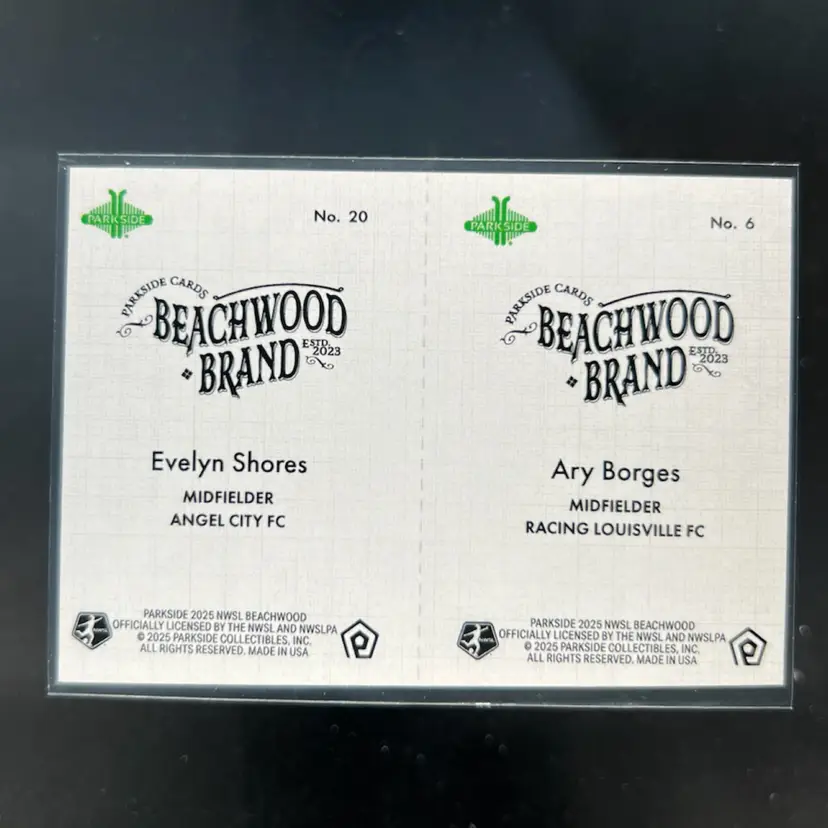 PARKSIDE
No. 20
PARKSIDE CARDS
BEACHWOOD
BRAND
ESTD.
2023
Evelyn Shores
MIDFIELDER
ANGEL CITY FC
PARKSIDE 2025 NWSL BEACHWOOD
OFFICIALLY LICENSED BY THE NWSL AND NWSLPA
© 2025 PARKSIDE COLLECTIBLES, INC.
ALL RIGHTS RESERVED. MADE IN USA
PARKSIDE
No. 6
PARKSIDE CARDS
BEACHWOOD
BRAND
ESTD.
2023
Ary Borges
MIDFIELDER
RACING LOUISVILLE FC
PARKSIDE 2025 NWSL BEACHWOOD
OFFICIALLY LICENSED BY THE NWSL AND NWSLPA
© 2025 PARKSIDE COLLECTIBLES, INC.
ALL RIGHTS RESERVED. MADE IN USA